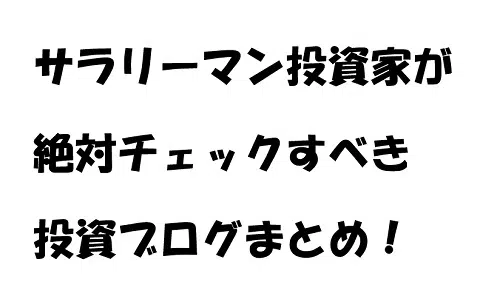 サラリーマン投資家が
絶対チェックすべき
投資ブログまとめ！